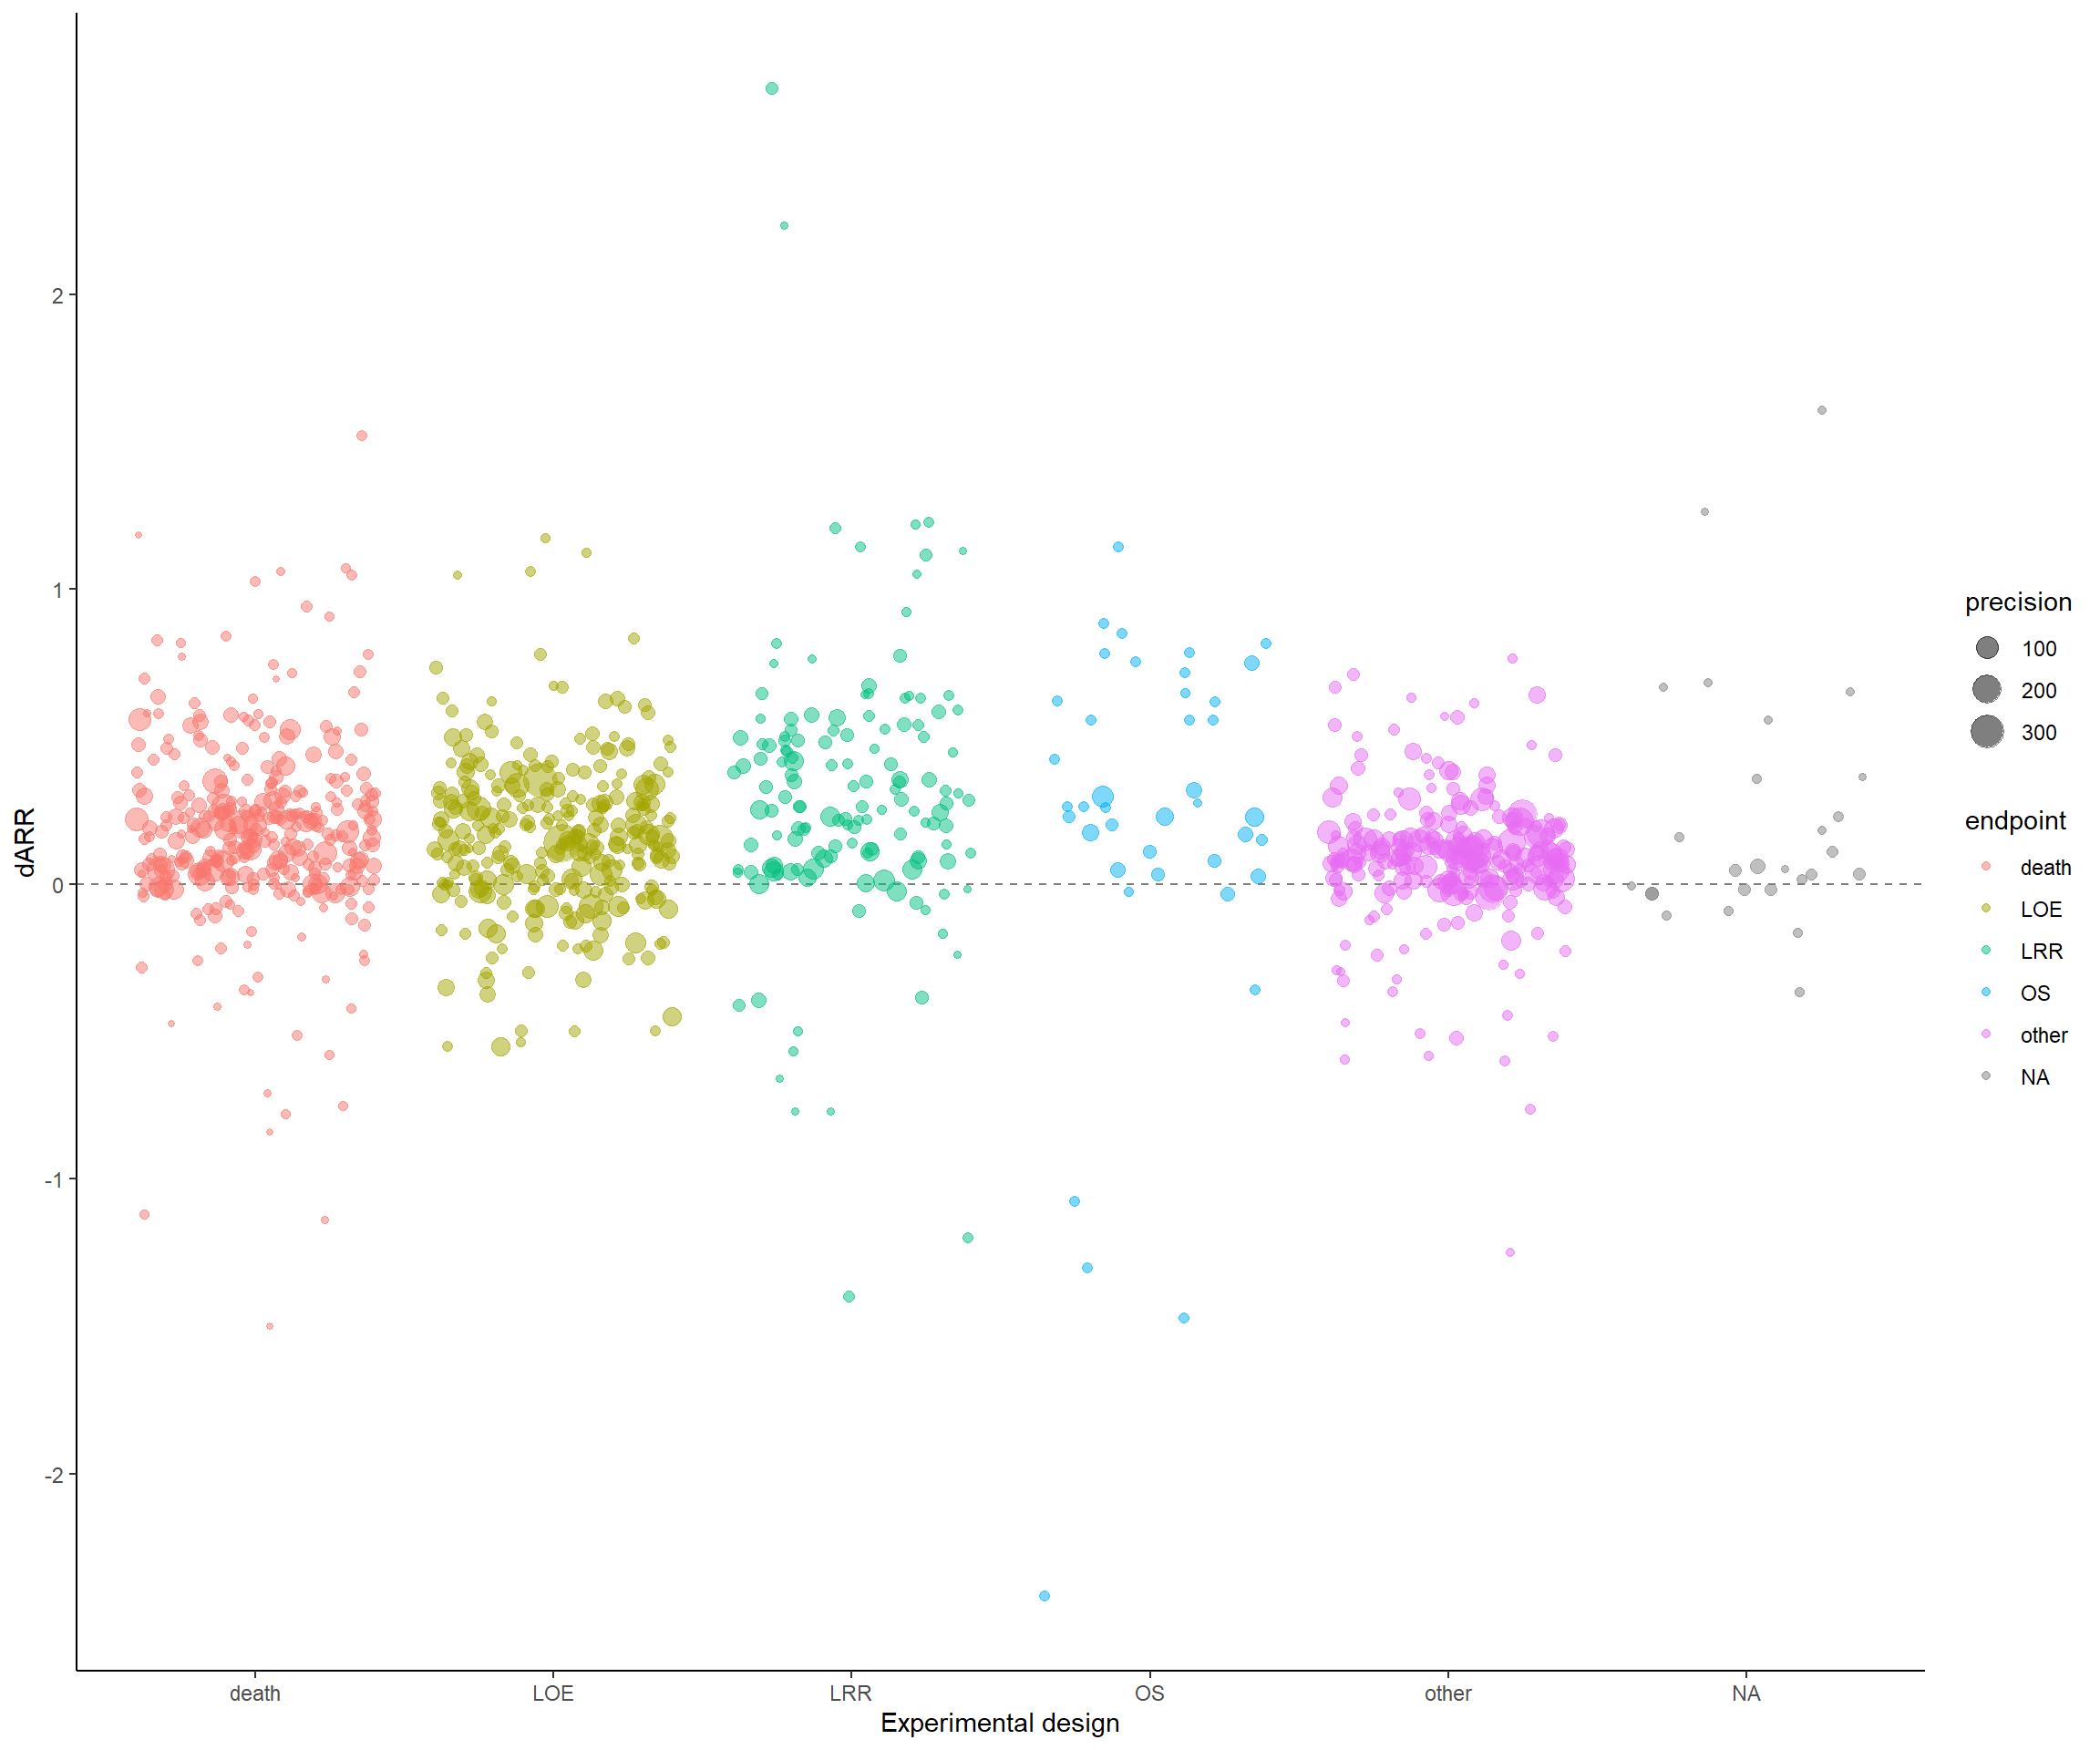 dARR
2
1
0
-1
-2
death LOE LRR OS other NA
Experimental design
precision
100
200
300
endpoint
death
LOE
LRR
OS
other
NA